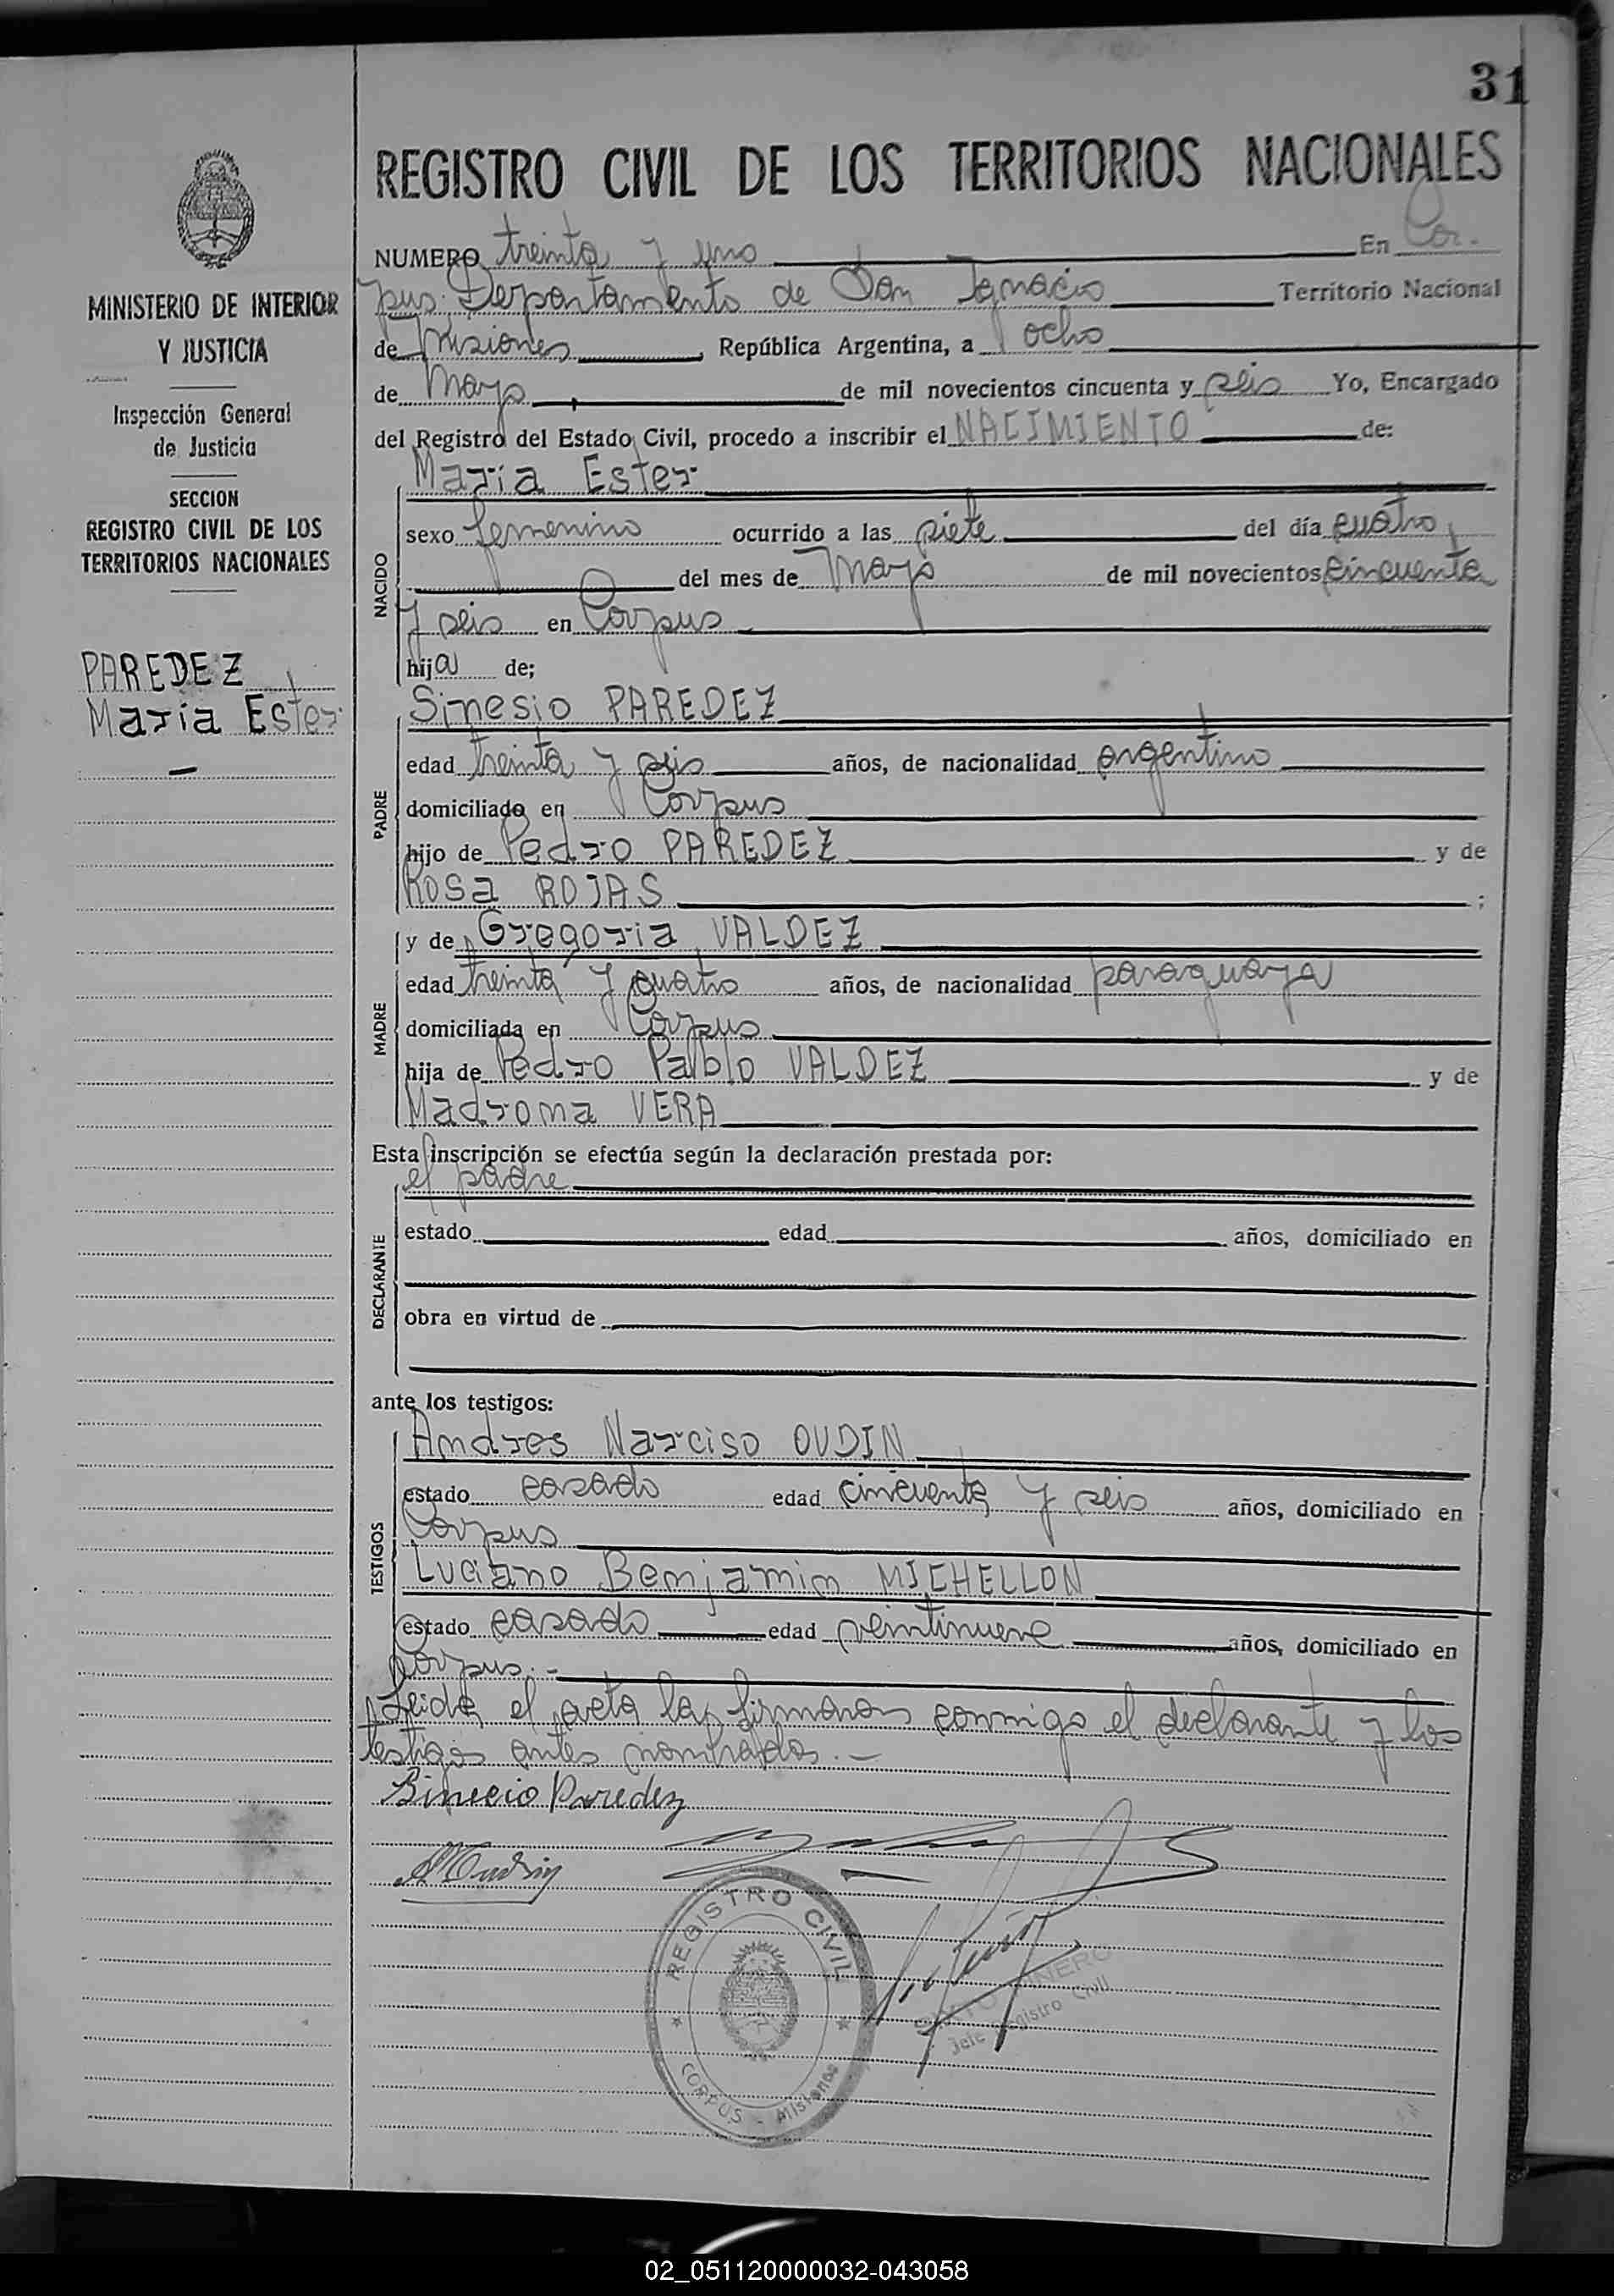 31
REGISTRO CIVIL DE LOS TERRITORIOS NACIONALES
NUMERO treinta y uno En Cor-
pus. Departamento de San Ignacio Territorio Nacional
de Misiones, República Argentina, a ocho
de Mayo de mil novecientos cincuenta y seis Yo, Encargado
del Registro del Estado Civil, procedo a inscribir el NACIMIENTO de:
MINISTERIO DE INTERIOR
Y JUSTICIA
Inspección General
de Justicia
SECCION
REGISTRO CIVIL DE LOS
TERRITORIOS NACIONALES
PAREDEZ
Maria Ester
NACIDO
Maria Ester
sexo femenino ocurrido a las siete del día cuatro
del mes de Mayo de mil novecientos cincuenta
y seis en Corpus
hija de;
PADRE
Sinesio PAREDEZ
edad treinta y seis años, de nacionalidad argentino
domiciliado en Corpus
hijo de Pedro PAREDEZ y de
Rosa ROJAS ;
MADRE
y de Gregoria VALDEZ
edad treinta y cuatro años, de nacionalidad paraguaya
domiciliada en Corpus
hija de Pedro Pablo VALDEZ y de
Madrona VERA
Esta inscripción se efectúa según la declaración prestada por:
DECLARANTE
el padre
estado edad años, domiciliado en
obra en virtud de
ante los testigos:
TESTIGOS
Andres Narciso OUDIN
estado casado edad cincuenta y seis años, domiciliado en
Corpus
Luciano Benjamin MICHELLON
estado casado edad veintinueve años, domiciliado en
Corpus.-
Leida el acta la firmaron conmigo el declarante y los
testigos antes nombrados.-
Sinecio Paredez
A N Oudin
REGISTRO CIVIL
CORPUS - Misiones
Jefe Registro Civil
02_051120000032-043058